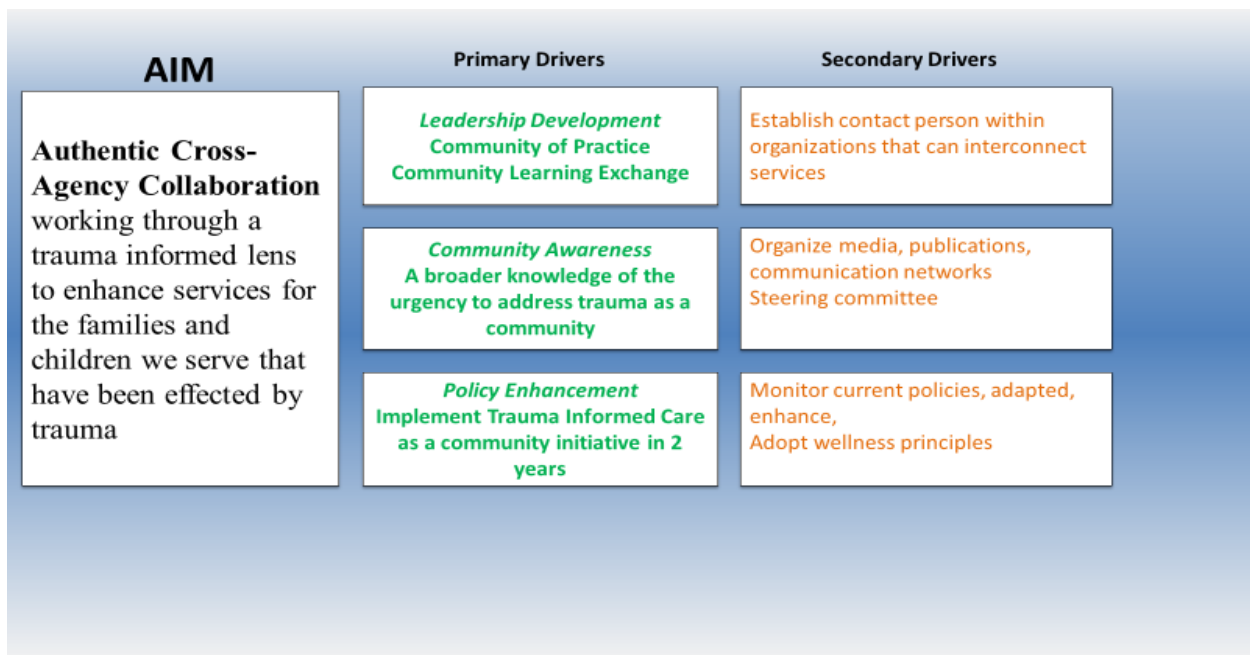 AIM
Authentic Cross-
Agency Collaboration
working through a
trauma informed lens
to enhance services for
the families and
children we serve that
have been effected by
trauma
Primary Drivers
Leadership Development
Community of Practice
Community Learning Exchange
Community Awareness
A broader knowledge of the
urgency to address trauma as a
community
Policy Enhancement
Implement Trauma Informed Care
as a community initiative in 2
years
Secondary Drivers
Establish contact person within
organizations that can interconnect
services
Organize media, publications,
communication networks
Steering committee
Monitor current policies, adapted,
enhance,
Adopt wellness principles